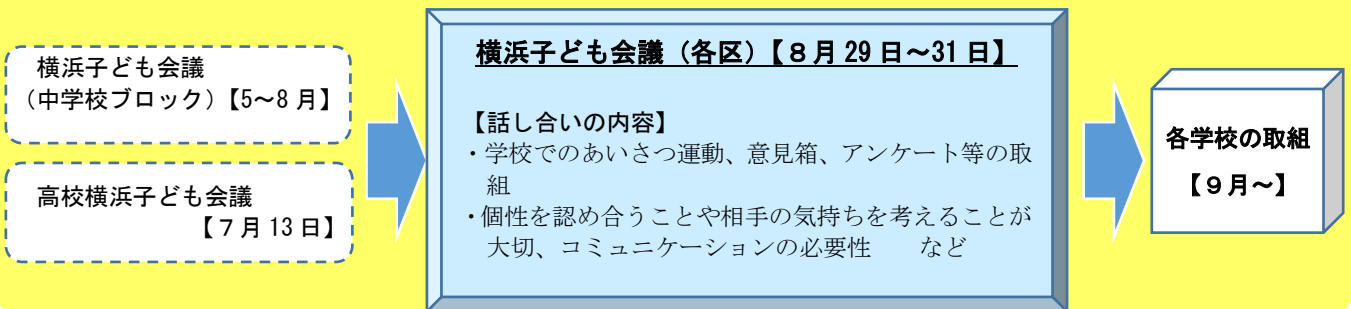 横浜子ども会議
（中学校ブロック）【5～8月】
高校横浜子ども会議
【７月13日】
横浜子ども会議（各区）【８月29日～31日】
【話し合いの内容】
・学校でのあいさつ運動、意見箱、アンケート等の取
組
・個性を認め合うことや相手の気持ちを考えることが
大切、コミュニケーションの必要性　　など
各学校の取組
【９月～】